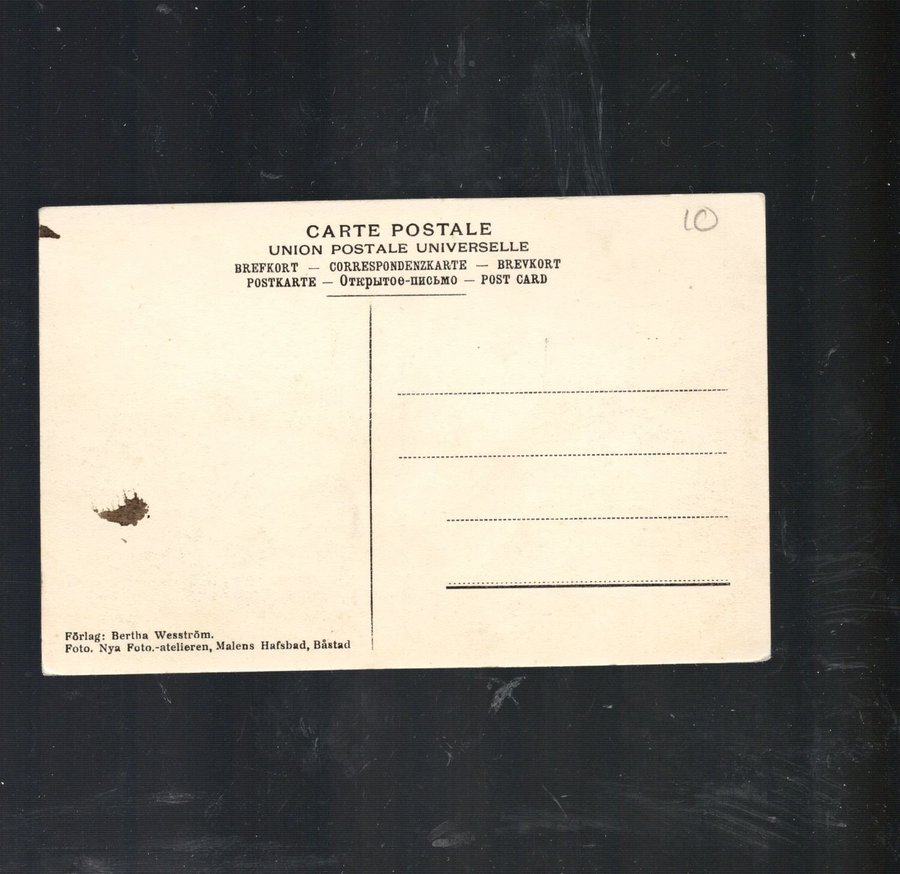 10
CARTE POSTALE
UNION POSTALE UNIVERSELLE
BREFKORT — CORRESPONDENZKARTE — BREVKORT
POSTKARTE — Открытое-письмо — POST CARD
Förlag: Bertha Wesström.
Foto. Nya Foto.-atelieren, Malens Hafsbad, Båstad